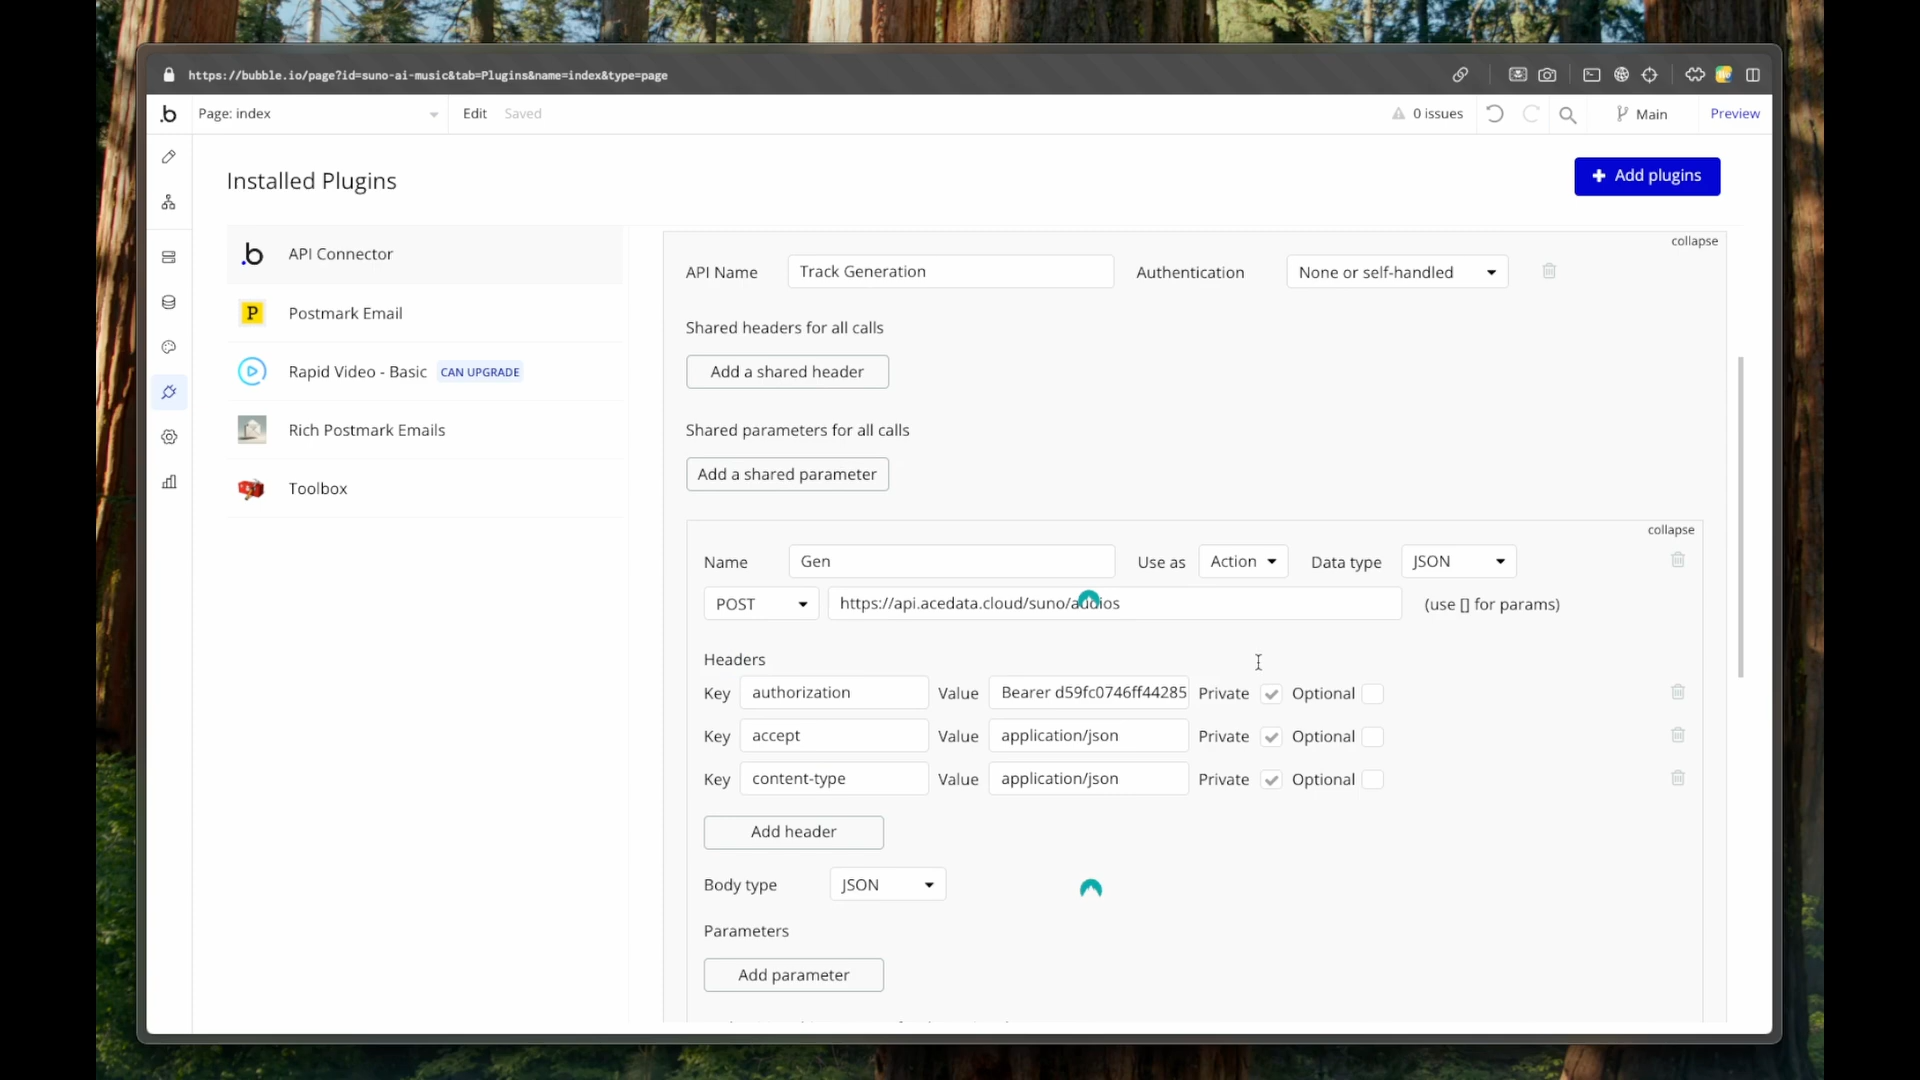 https://bubble.io/page?id=suno-ai-music&tab=Plugins&name=index&type=page
Page: index
Edit
Saved
0 issues
Main
Preview
Installed Plugins
Add plugins
API Connector
Postmark Email
Rapid Video - Basic CAN UPGRADE
Rich Postmark Emails
Toolbox
collapse
API Name Track Generation Authentication None or self-handled
Shared headers for all calls
Add a shared header
Shared parameters for all calls
Add a shared parameter
collapse
Name Gen Use as Action Data type JSON
POST https://api.acedata.cloud/suno/audios (use [] for params)
Headers
Key authorization Value Bearer d59fc0746ff44285 Private Optional
Key accept Value application/json Private Optional
Key content-type Value application/json Private Optional
Add header
Body type JSON
Parameters
Add parameter